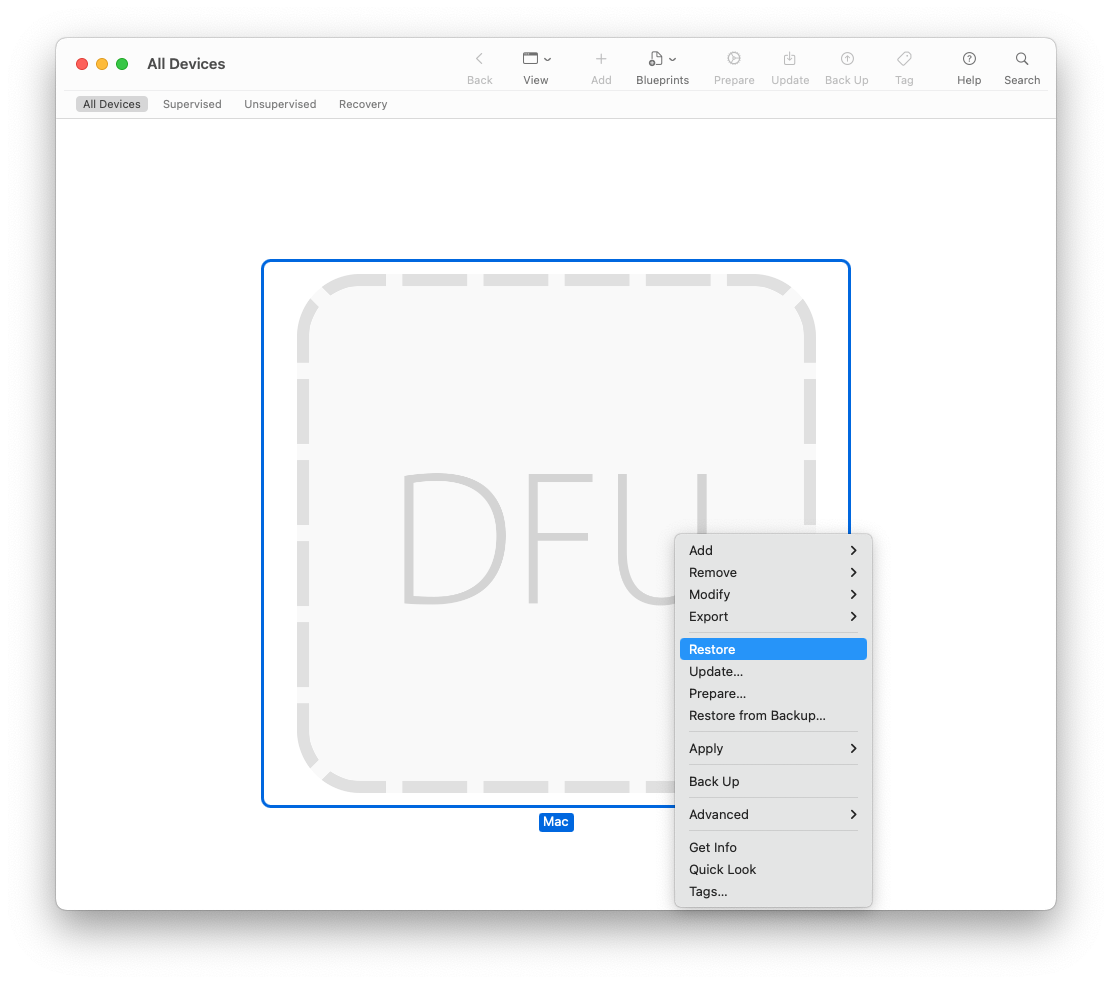 All Devices
Back
View
Add
Blueprints
Prepare
Update
Back Up
Tag
Help
Search
All Devices
Supervised
Unsupervised
Recovery
DFU
Add
Remove
Modify
Export
Restore
Update...
Prepare...
Restore from Backup...
Apply
Back Up
Advanced
Get Info
Quick Look
Tags...
Mac